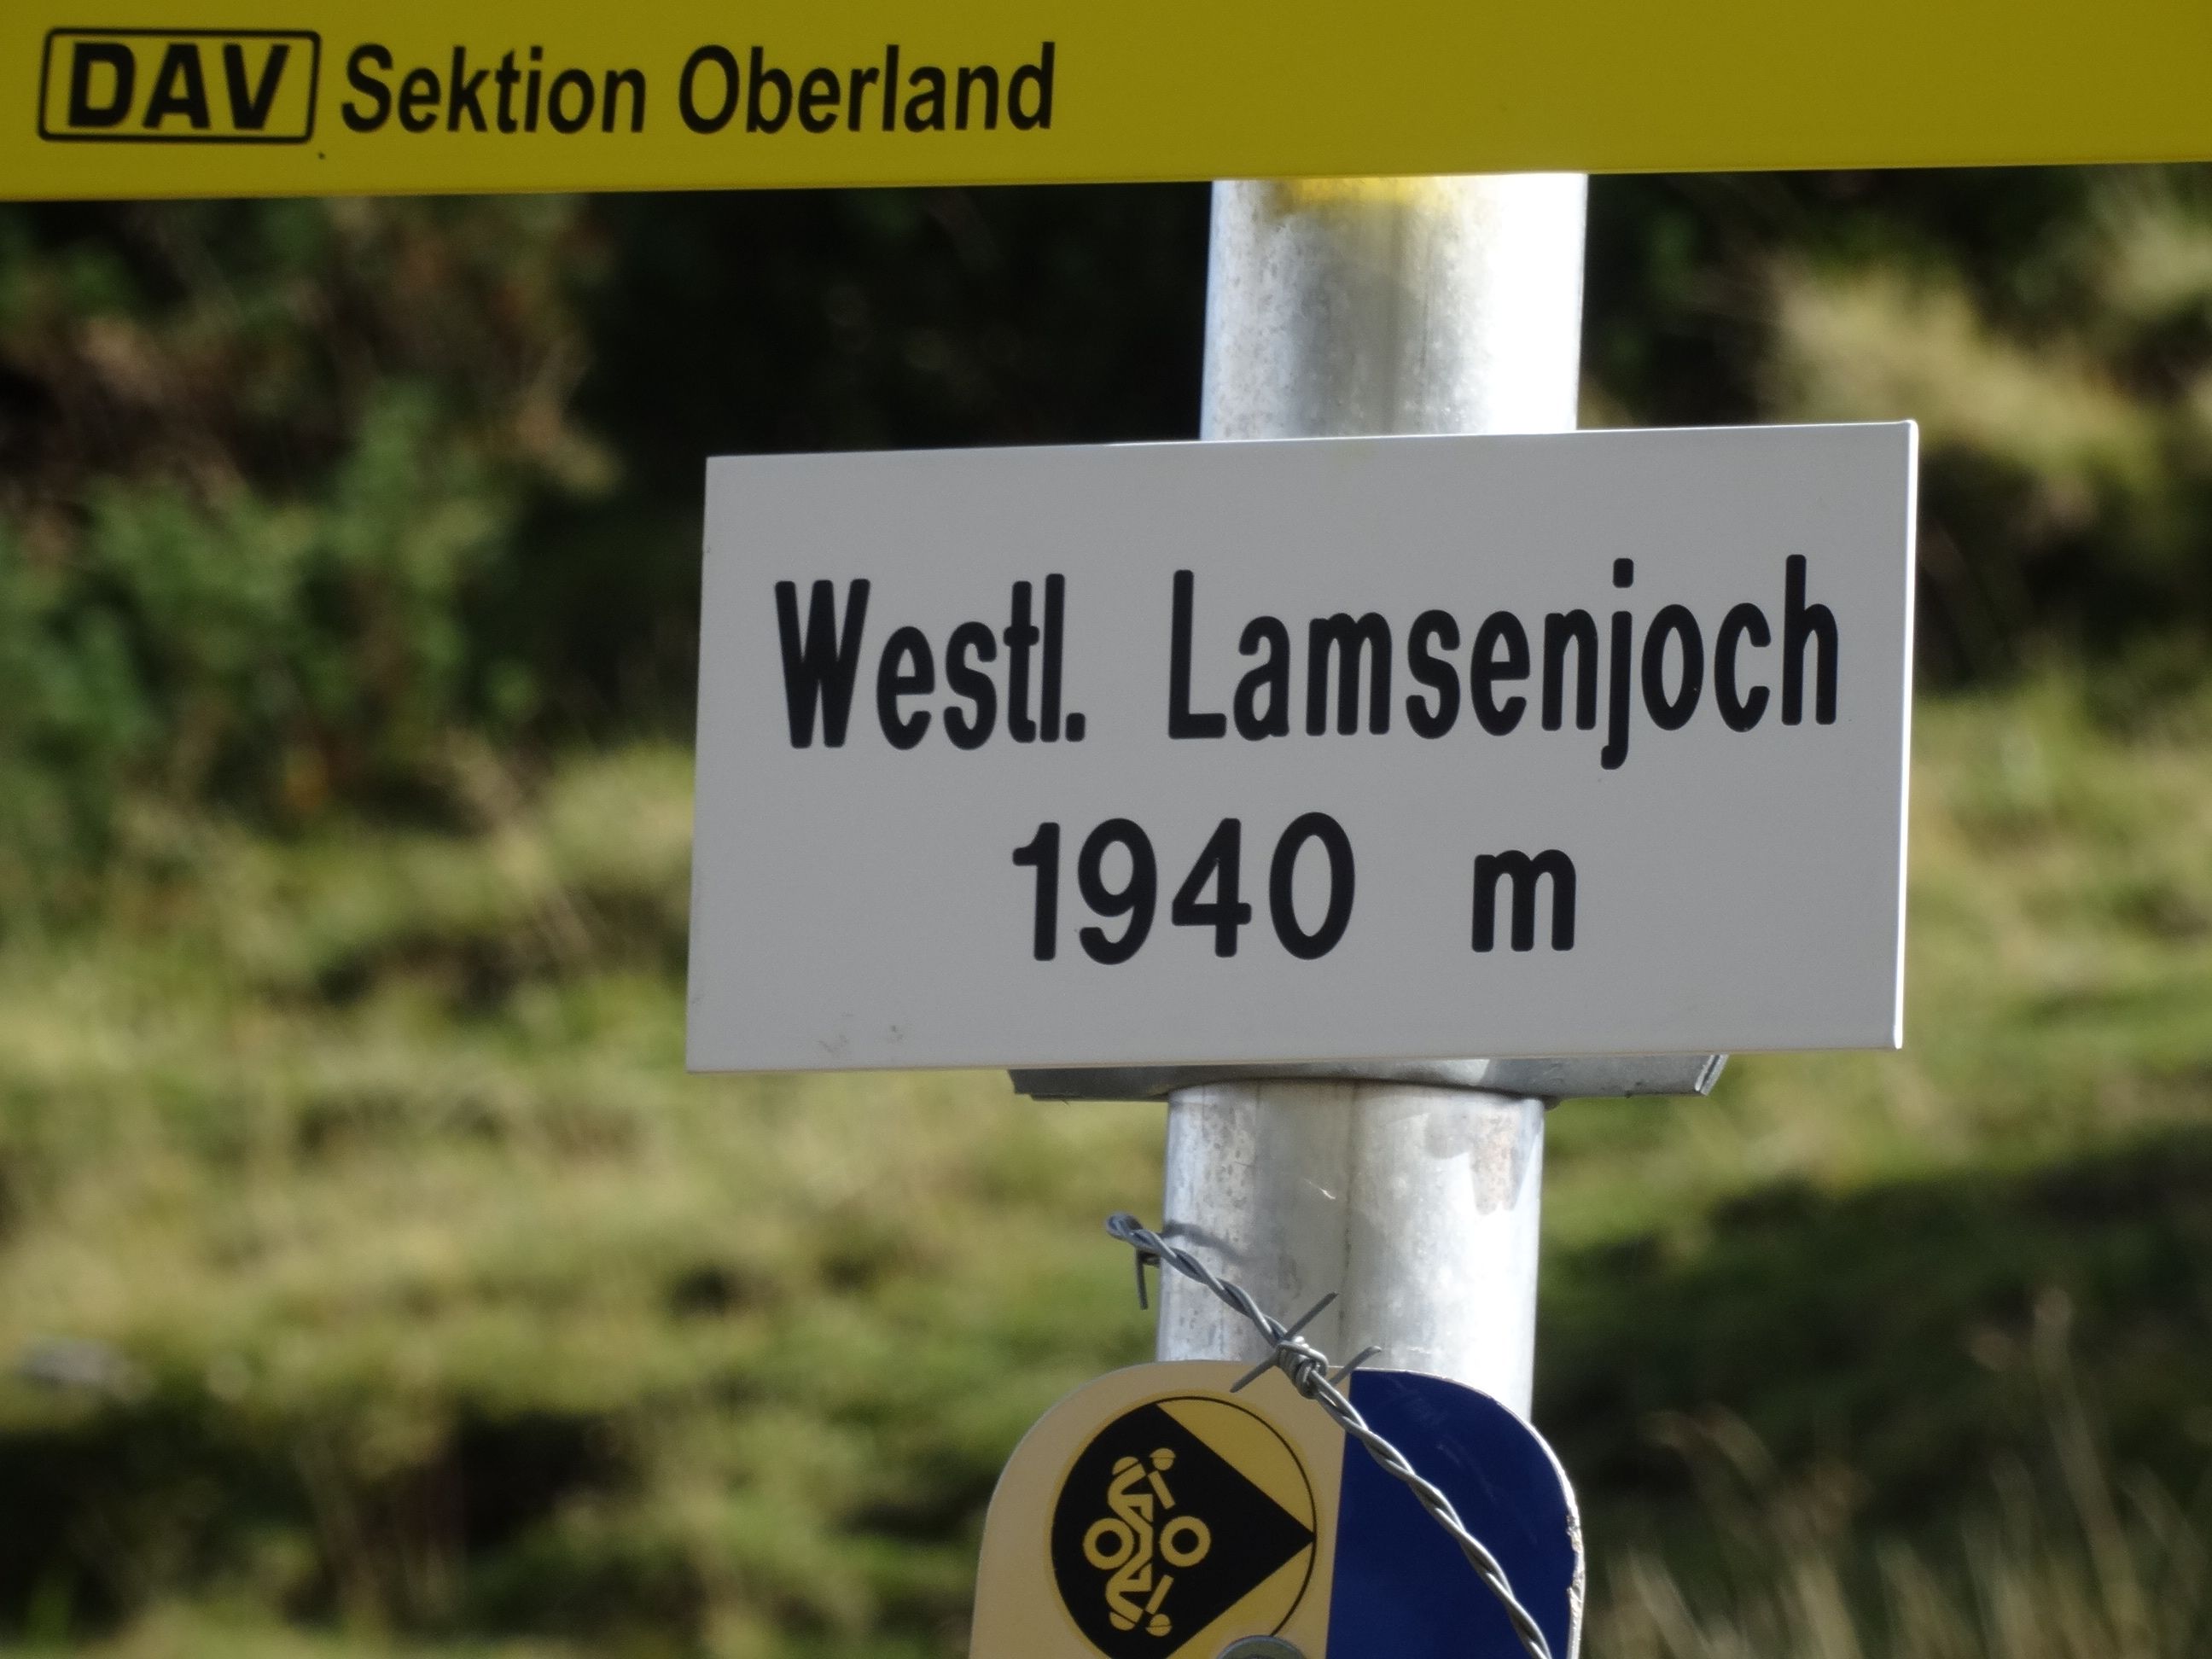 DAV Sektion Oberland
Westl. Lamsenjoch
1940 m